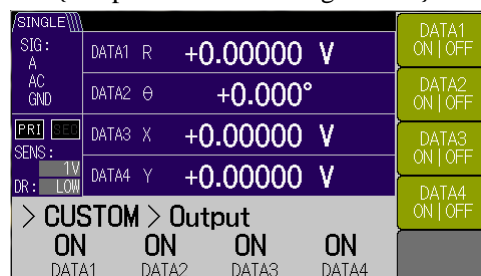 SINGLE
SIG:
A
AC
GND
PRI SEC
SENS:
1V
DR: LOW
DATA1 R +0.00000 V
DATA2 θ +0.000°
DATA3 X +0.00000 V
DATA4 Y +0.00000 V
> CUSTOM > Output
ON ON ON ON
DATA1 DATA2 DATA3 DATA4
DATA1
ON|OFF
DATA2
ON|OFF
DATA3
ON|OFF
DATA4
ON|OFF